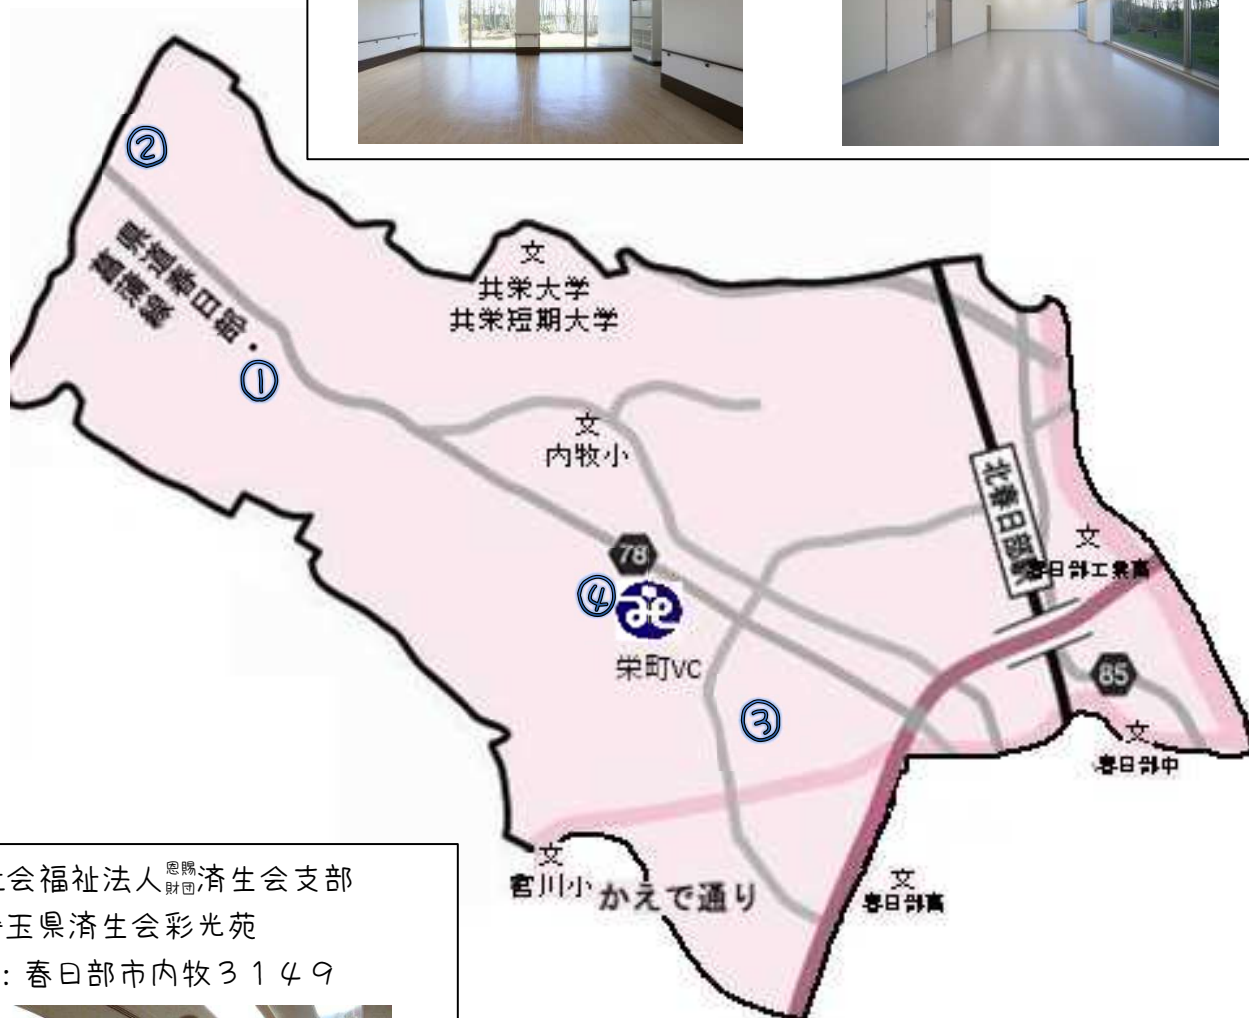 ②
県道春日部・
菖蒲線
①
文
共栄大学
共栄短期大学
文
内牧小
78
④
栄町VC
③
北春日部
文
春日部工業高
85
文
春日部中
文
宮川小
かえで通り
文
春日部高
会福祉法人恩賜財団済生会支部
玉県済生会彩光苑
：春日部市内牧３１４９